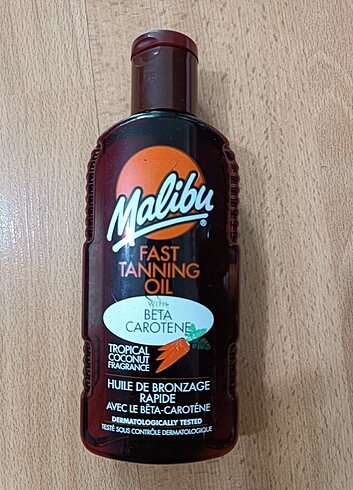 Malibu®
FAST
TANNING
OIL
WITH
BETA
CAROTENE
TROPICAL
COCONUT
FRAGRANCE
HUILE DE BRONZAGE
RAPIDE
AVEC LE BÊTA-CAROTÉNE
DERMATOLOGICALLY TESTED
TESTÉ SOUS CONTRÔLE DERMATOLOGIQUE